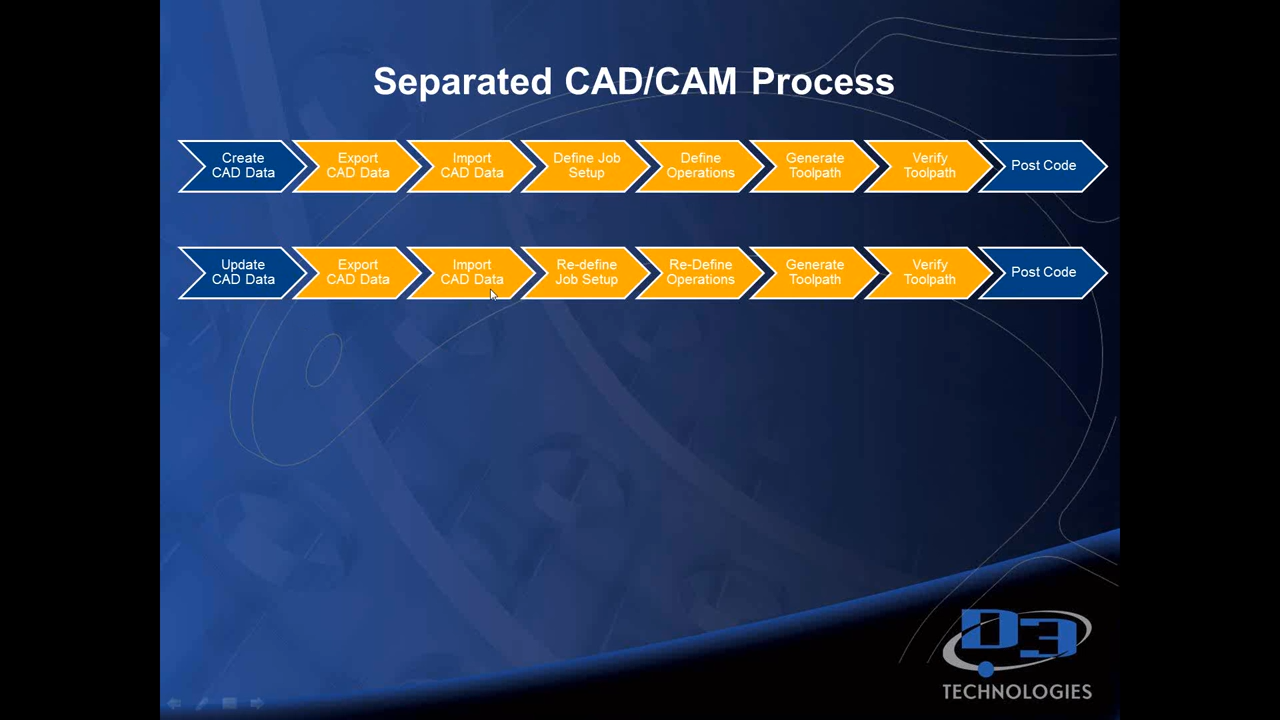 Separated CAD/CAM Process
Create
CAD Data
Export
CAD Data
Import
CAD Data
Define Job
Setup
Define
Operations
Generate
Toolpath
Verify
Toolpath
Post Code
Update
CAD Data
Export
CAD Data
Import
CAD Data
Re-define
Job Setup
Re-Define
Operations
Generate
Toolpath
Verify
Toolpath
Post Code
D3
TECHNOLOGIES